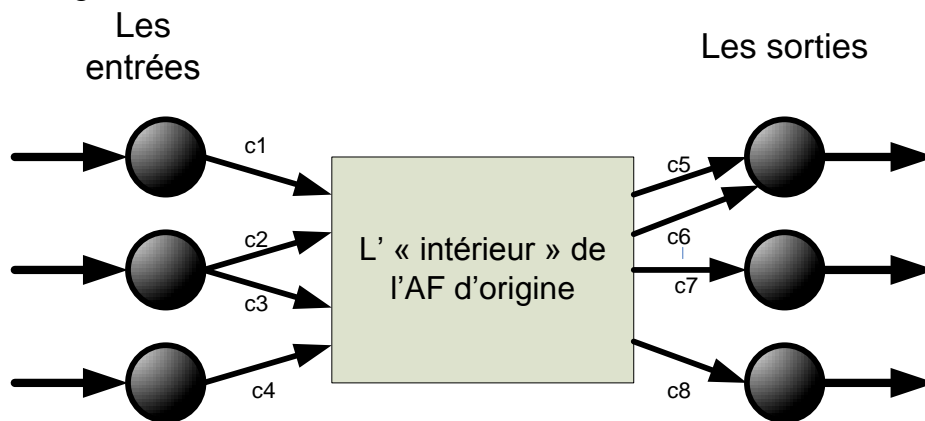 Les
entrées
Les sorties
c1
c2
c3
c4
L' « intérieur » de
l'AF d'origine
c5
c6
c7
c8